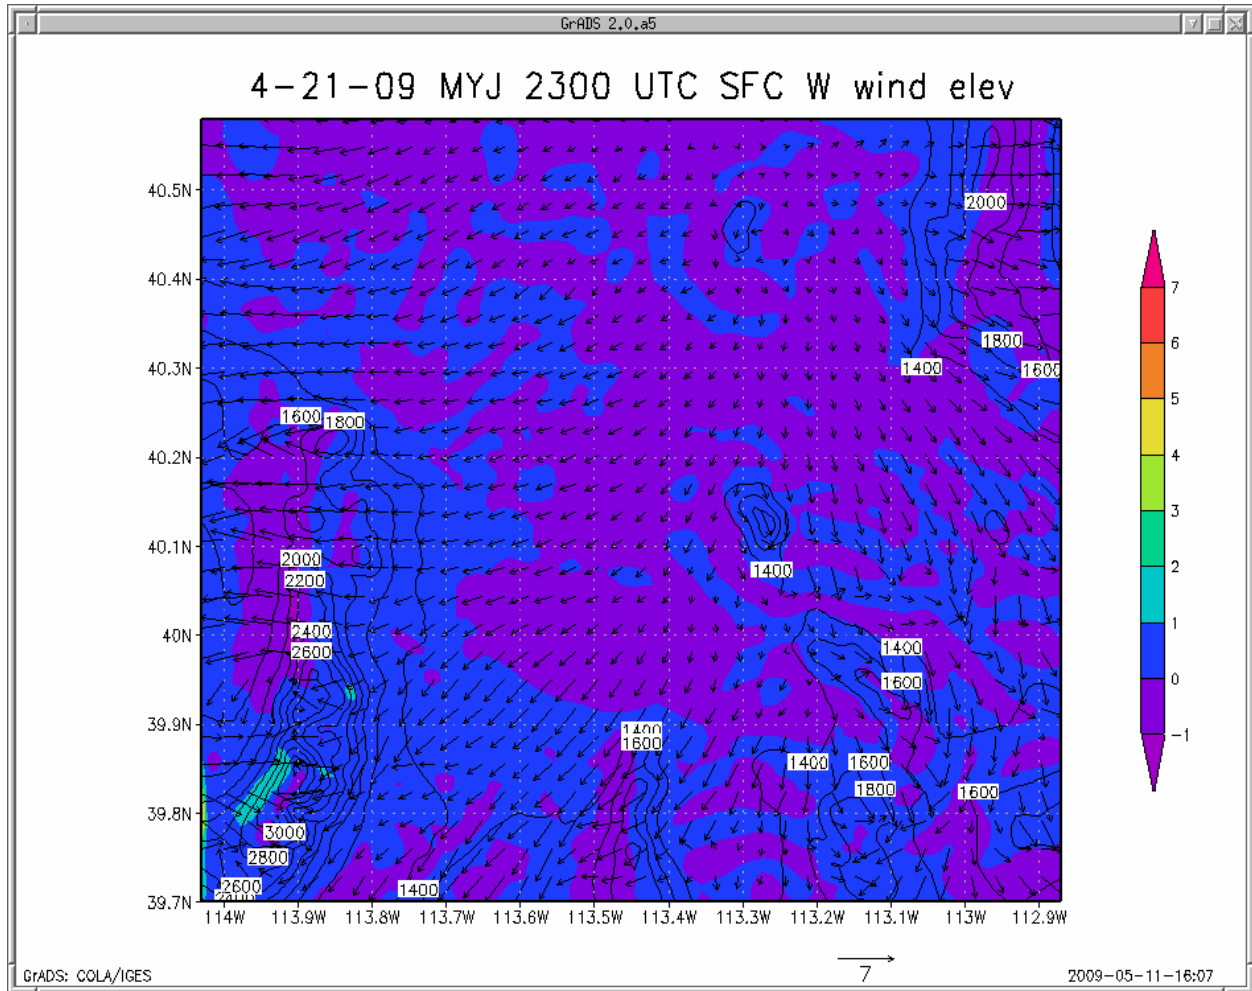 GrADS 2.0.a5
4-21-09 MYJ 2300 UTC SFC W wind elev
40.5N
40.4N
40.3N
40.2N
40.1N
40N
39.9N
39.8N
39.7N
2000
1800
1400
1600
1600
1800
2000
2200
1400
2400
2600
1400
1600
1400
1600
1400
1600
1800
1600
3000
2800
2600
1400
114W
113.9W
113.8W
113.7W
113.6W
113.5W
113.4W
113.3W
113.2W
113.1W
113W
112.9W
7
6
5
4
3
2
1
0
-1
7
GrADS: COLA/IGES
2009-05-11-16:07